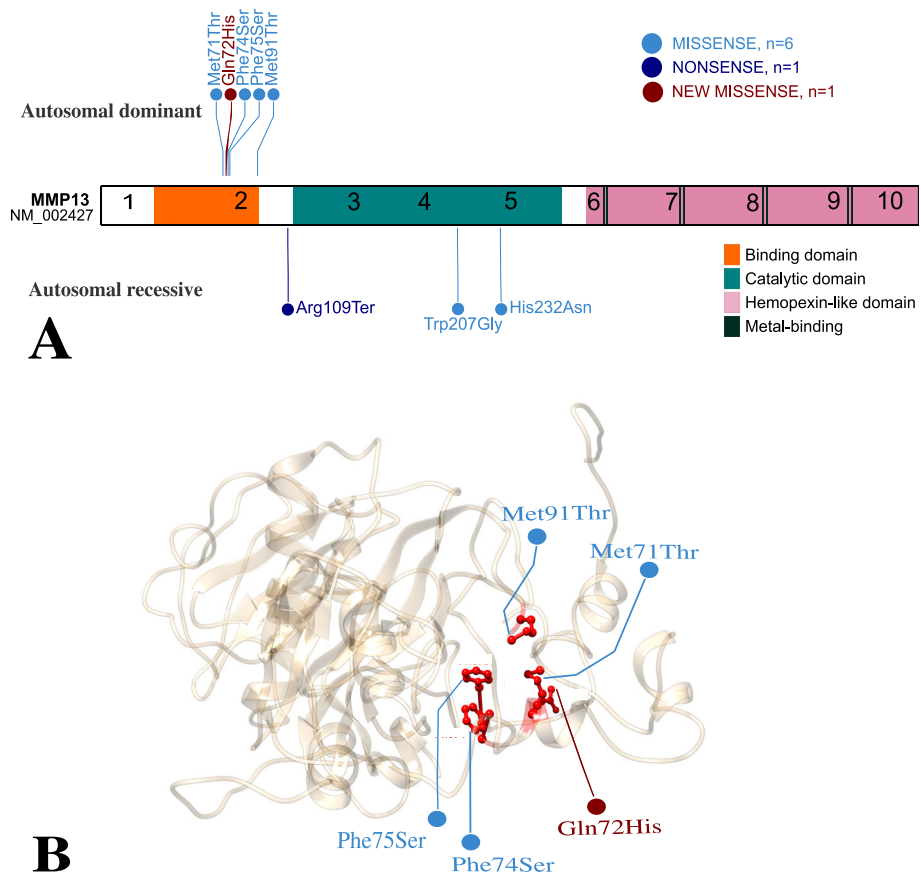 Met71Thr
Gln72His
Phe74Ser
Phe75Ser
Met91Thr
MISSENSE, n=6
NONSENSE, n=1
NEW MISSENSE, n=1
Autosomal dominant
MMP13
NM_002427
1 2 3 4 5 6 7 8 9 10
Binding domain
Catalytic domain
Hemopexin-like domain
Metal-binding
Autosomal recessive
Arg109Ter
Trp207Gly
His232Asn
A
Met91Thr
Met71Thr
Phe75Ser
Phe74Ser
Gln72His
B